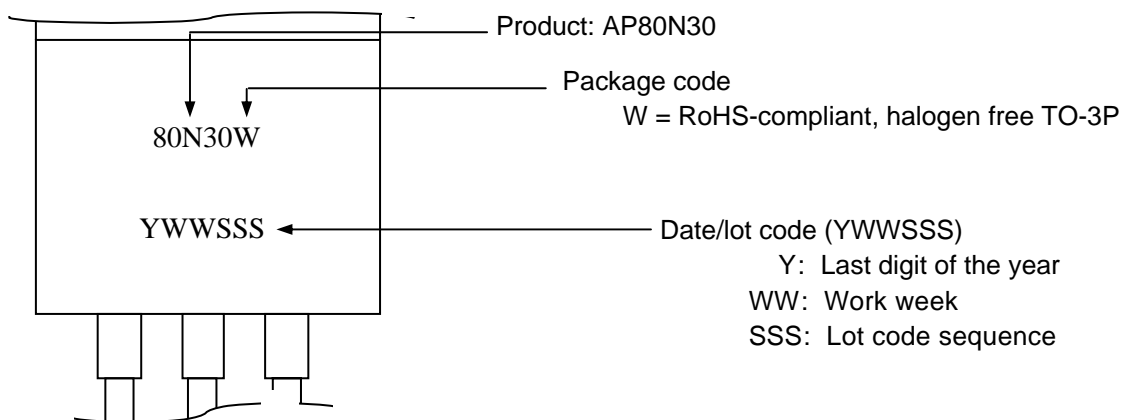 Product: AP80N30
Package code
W = RoHS-compliant, halogen free TO-3P
80N30W
YWWSSS
Date/lot code (YWWSSS)
Y: Last digit of the year
WW: Work week
SSS: Lot code sequence